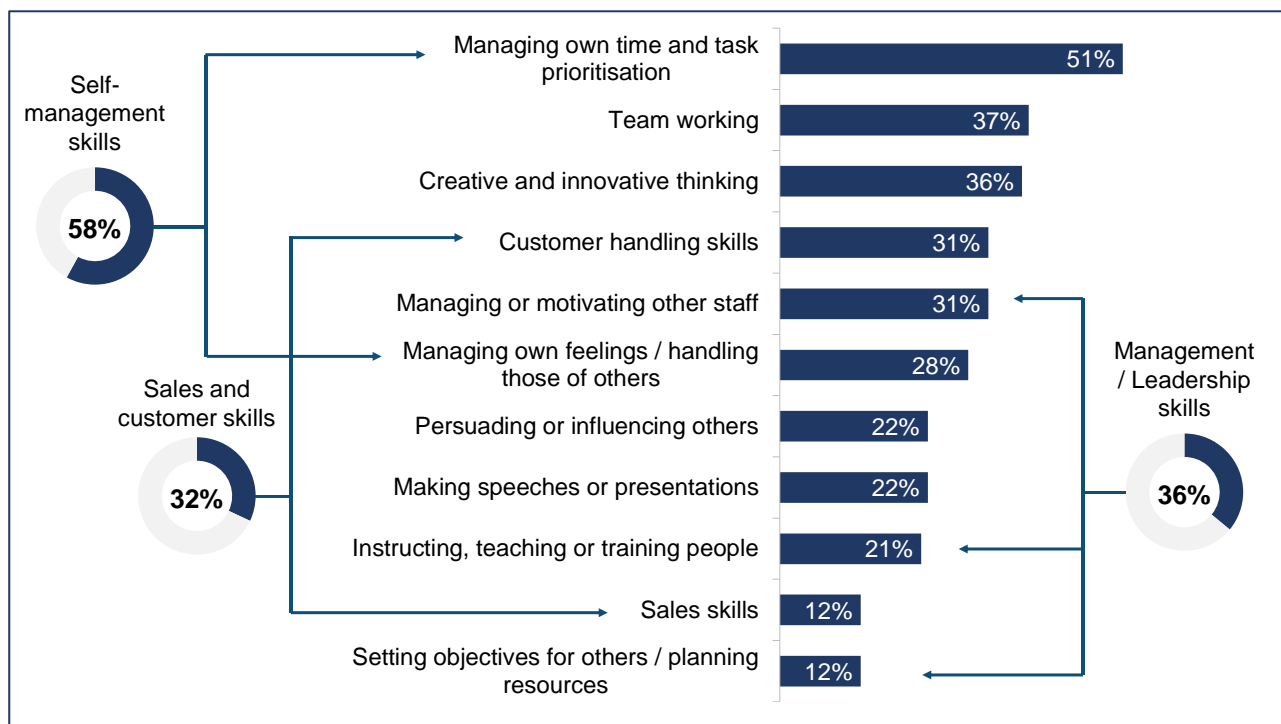 Managing own time and task
prioritisation
51%
Self-
management
skills
58%
Team working
37%
Creative and innovative thinking
36%
Customer handling skills
31%
Managing or motivating other staff
31%
Managing own feelings / handling
those of others
28%
Sales and
customer skills
32%
Management
/ Leadership
skills
36%
Persuading or influencing others
22%
Making speeches or presentations
22%
Instructing, teaching or training people
21%
Sales skills
12%
Setting objectives for others / planning
resources
12%